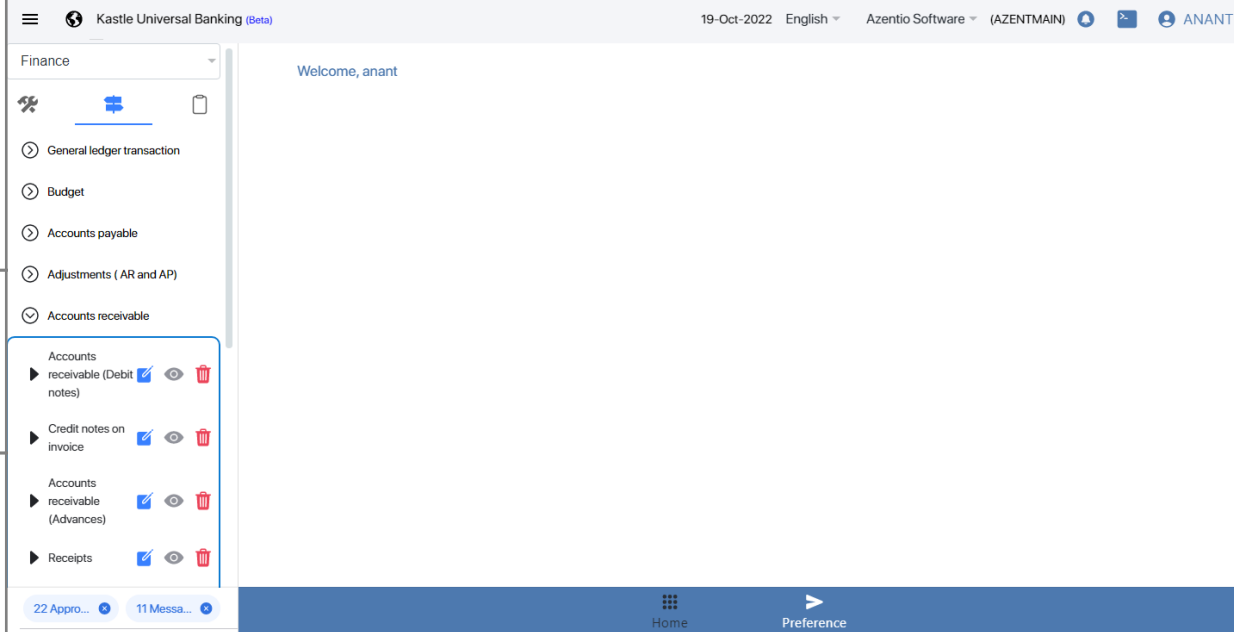 Kastle Universal Banking (Beta)
19-Oct-2022 English Azentio Software (AZENTMAIN) ANANT
Finance
Welcome, anant
General ledger transaction
Budget
Accounts payable
Adjustments ( AR and AP)
Accounts receivable
Accounts
receivable (Debit
notes)
Credit notes on
invoice
Accounts
receivable
(Advances)
Receipts
22 Appro...
11 Messa...
Home
Preference